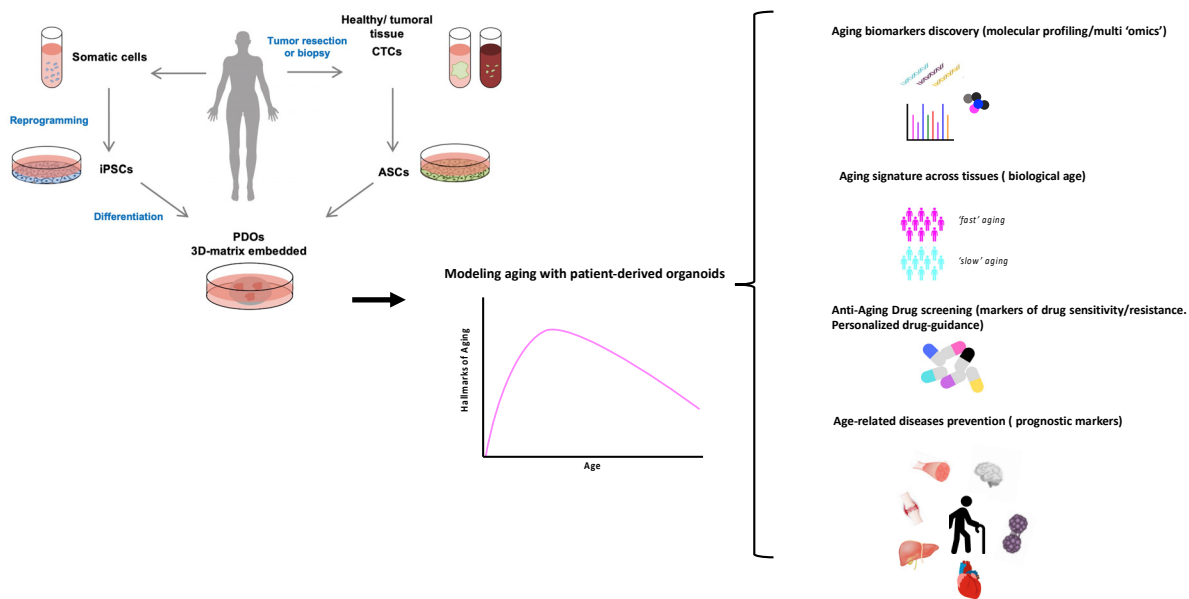 Healthy/ tumoral
tissue
CTCs
Tumor resection
or biopsy
Somatic cells
Reprogramming
iPSCs
ASCs
Differentiation
PDOs
3D-matrix embedded
Modeling aging with patient-derived organoids
Hallmarks of Aging
Age
Aging biomarkers discovery (molecular profiling/multi ‘omics’)
Aging signature across tissues ( biological age)
‘fast’ aging
‘slow’ aging
Anti-Aging Drug screening (markers of drug sensitivity/resistance.
Personalized drug-guidance)
Age-related diseases prevention ( prognostic markers)